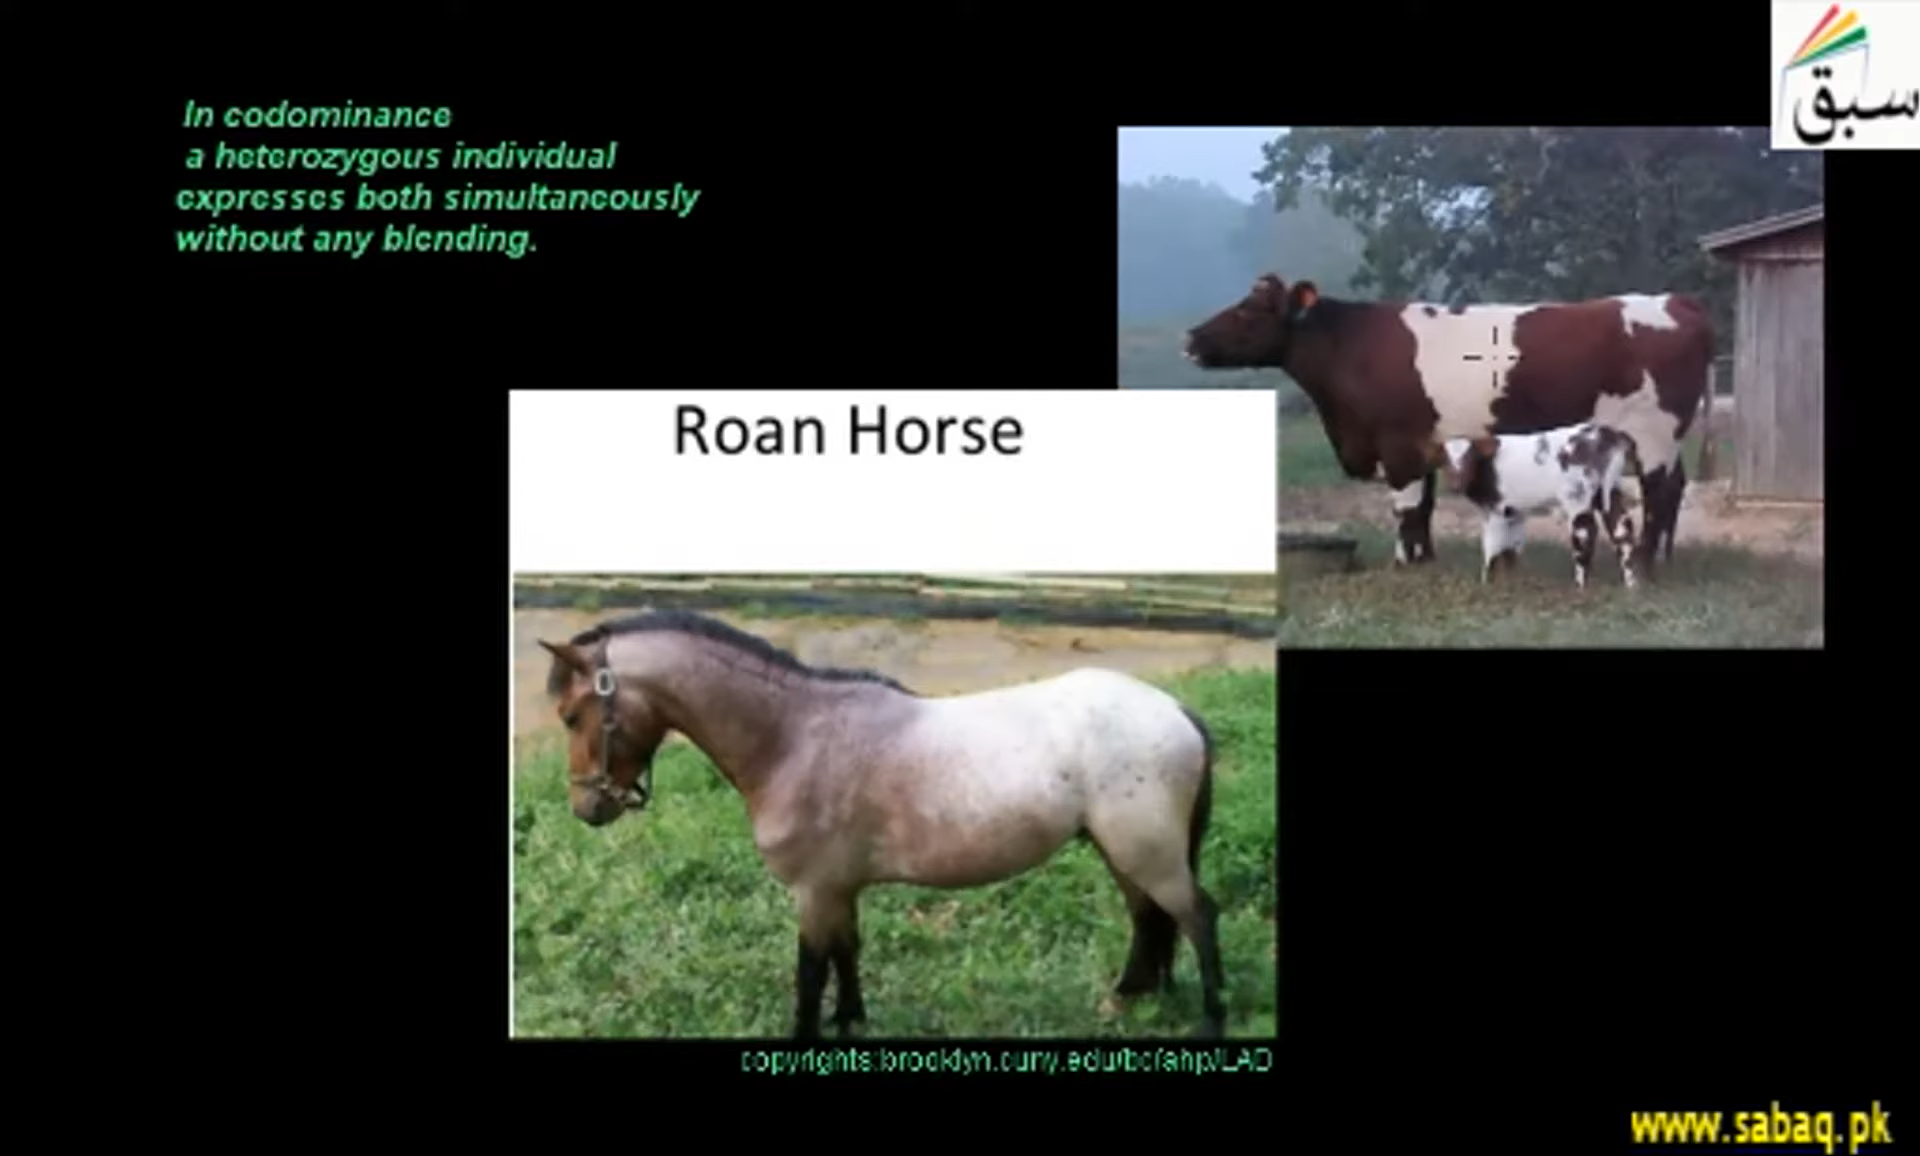 سبق
In codominance
a heterozygous individual
expresses both simultaneously
without any blending.
Roan Horse
copyrights:brooklyn.cuny.edu/bc/ahp/LAD
www.sabaq.pk